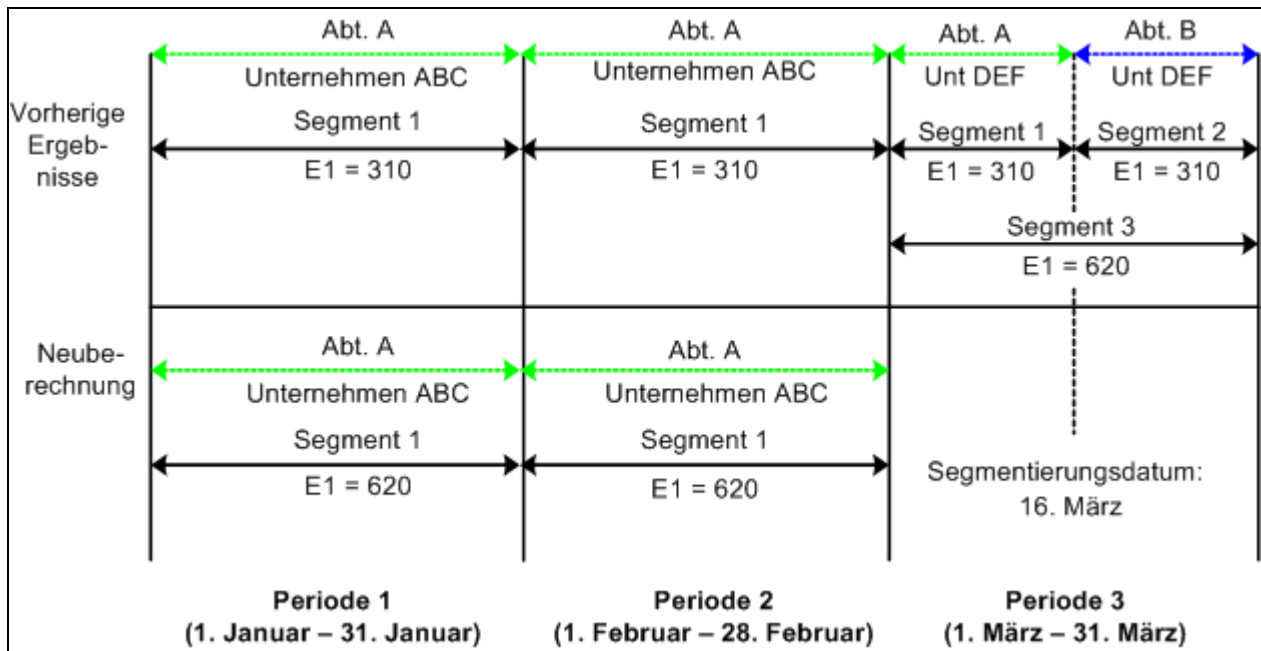 Abt. A
Abt. A
Abt. A
Abt. B
Unternehmen ABC
Unternehmen ABC
Unt DEF
Unt DEF
Vorherige
Ergeb-
nisse
Segment 1
Segment 1
Segment 1
Segment 2
E1 = 310
E1 = 310
E1 = 310
E1 = 310
Segment 3
E1 = 620
Neube-
rechnung
Abt. A
Abt. A
Unternehmen ABC
Unternehmen ABC
Segment 1
Segment 1
E1 = 620
E1 = 620
Segmentierungsdatum:
16. März
Periode 1
(1. Januar – 31. Januar)
Periode 2
(1. Februar – 28. Februar)
Periode 3
(1. März – 31. März)